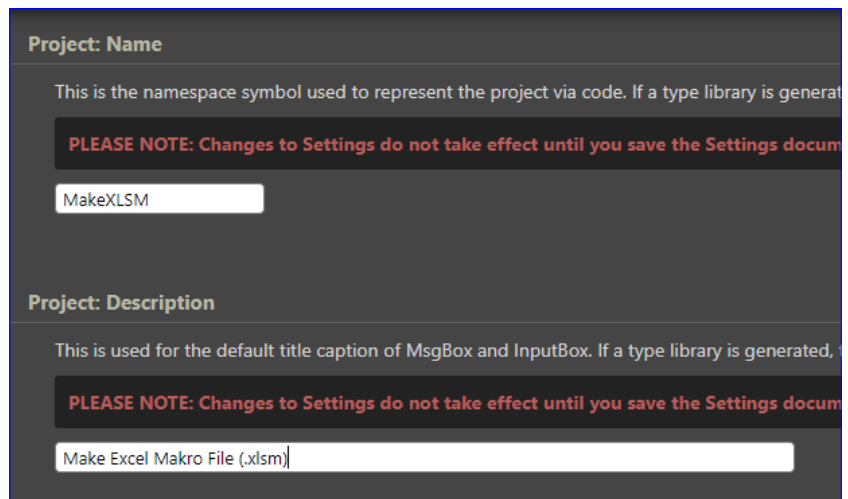 Project: Name
This is the namespace symbol used to represent the project via code. If a type library is
PLEASE NOTE: Changes to Settings do not take effect until you save the Settings
MakeXLSM
Project: Description
This is used for the default title caption of MsgBox and InputBox. If a type library is generated,
PLEASE NOTE: Changes to Settings do not take effect until you save the Settings
Make Excel Makro File (.xlsm)